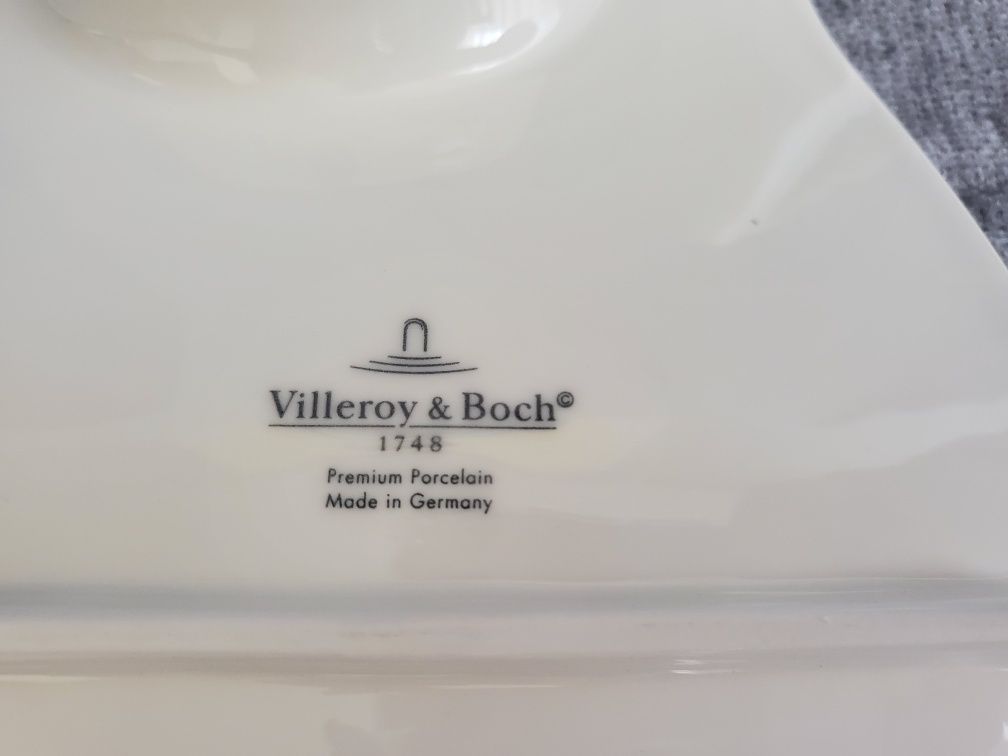 Villeroy & Boch©
1748
Premium Porcelain
Made in Germany